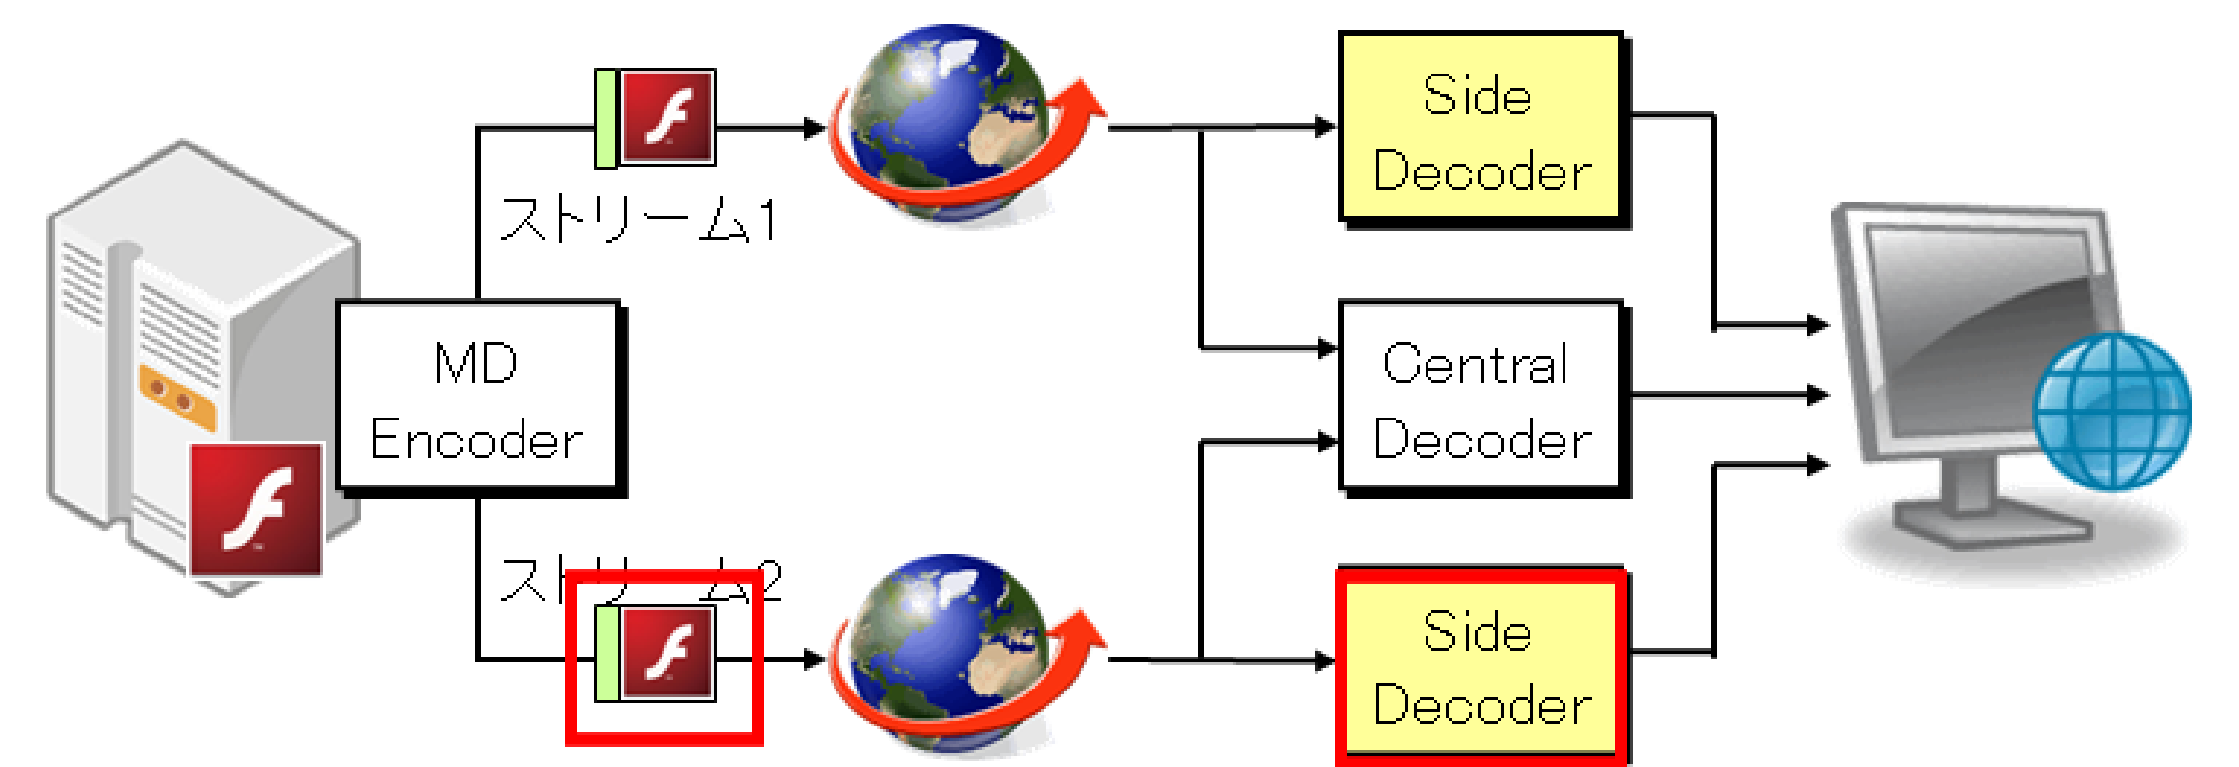 ストリーム1
Side
Decoder
MD
Encoder
Central
Decoder
ストリーム2
Side
Decoder